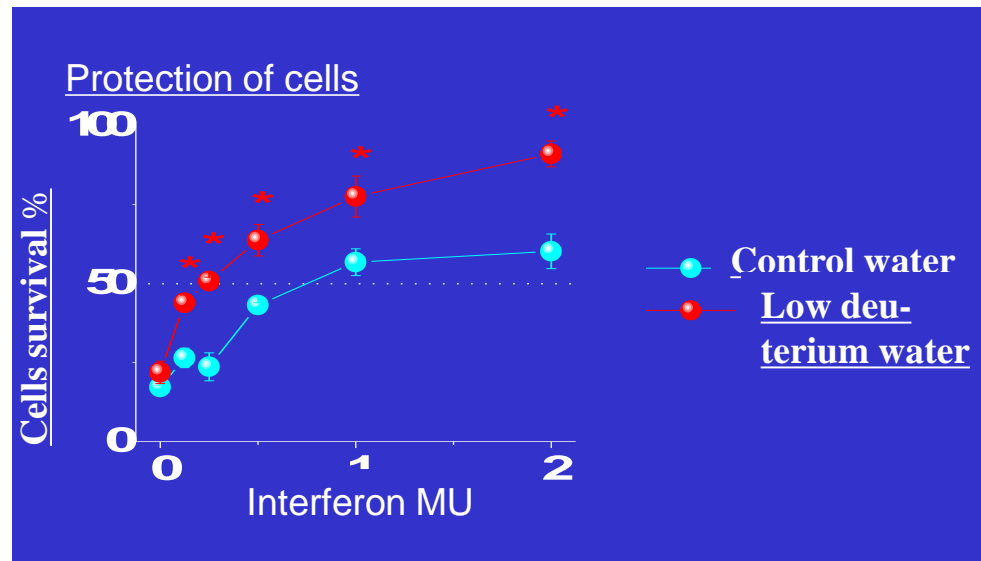 Protection of cells
100
50
0
Cells survival %
0 1 2
Interferon MU
Control water
Low deu-
terium water
* * * * *